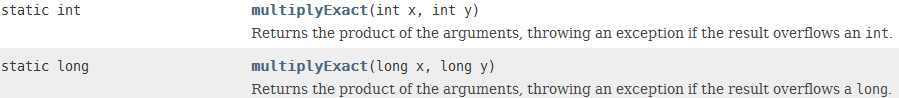 static int multiplyExact(int x, int y)
Returns the product of the arguments, throwing an exception if the result overflows an int.
static long multiplyExact(long x, long y)
Returns the product of the arguments, throwing an exception if the result overflows a long.